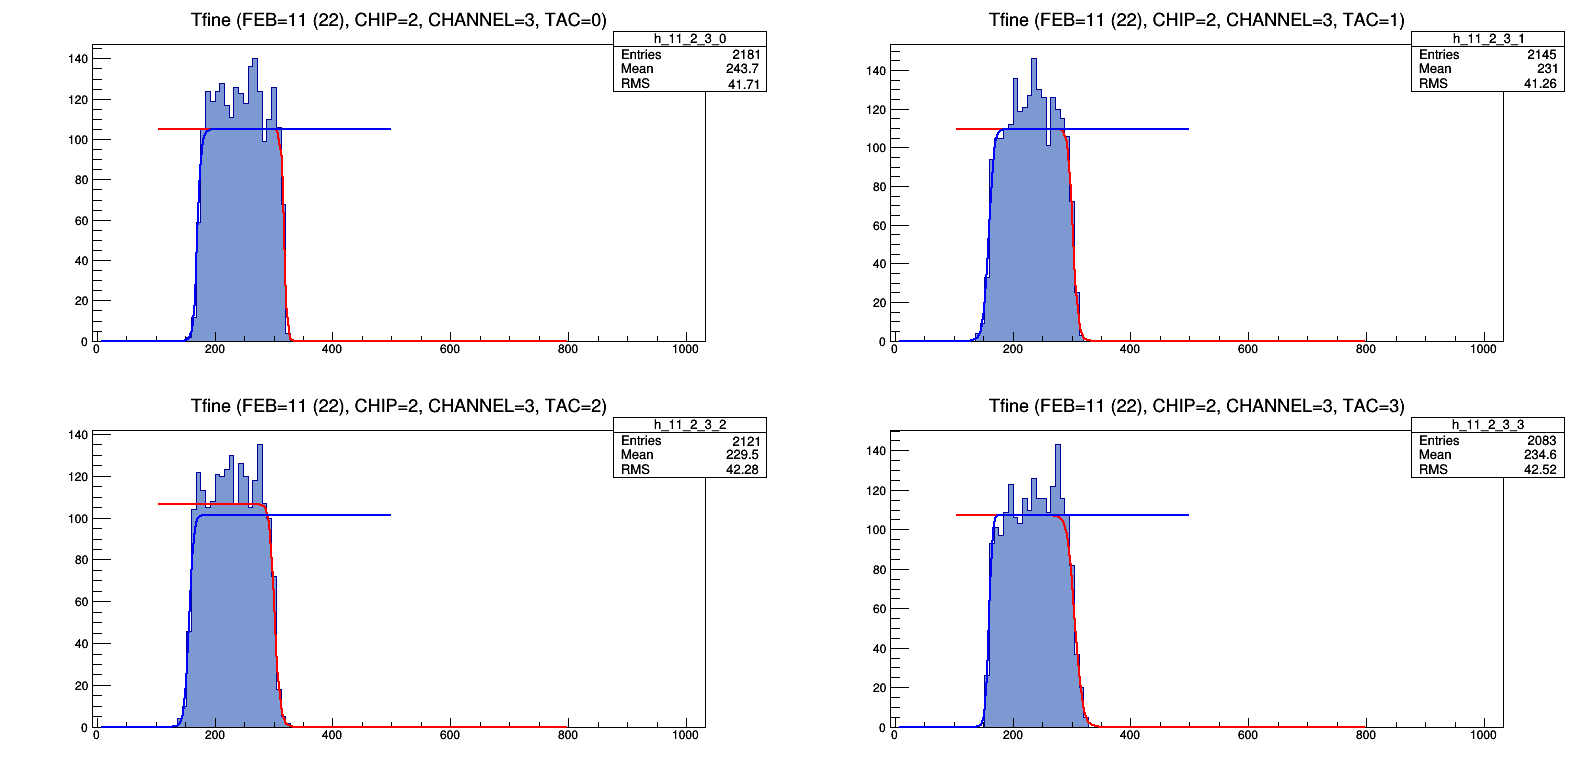 Tfine (FEB=11 (22), CHIP=2, CHANNEL=3, TAC=0)
h_11_2_3_0
Entries 2181
Mean 243.7
RMS 41.71
140
120
100
80
60
40
20
0
0 200 400 600 800 1000
Tfine (FEB=11 (22), CHIP=2, CHANNEL=3, TAC=1)
h_11_2_3_1
Entries 2145
Mean 231
RMS 41.26
140
120
100
80
60
40
20
0
0 200 400 600 800 1000
Tfine (FEB=11 (22), CHIP=2, CHANNEL=3, TAC=2)
h_11_2_3_2
Entries 2121
Mean 229.5
RMS 42.28
140
120
100
80
60
40
20
0
0 200 400 600 800 1000
Tfine (FEB=11 (22), CHIP=2, CHANNEL=3, TAC=3)
h_11_2_3_3
Entries 2083
Mean 234.6
RMS 42.52
140
120
100
80
60
40
20
0
0 200 400 600 800 1000